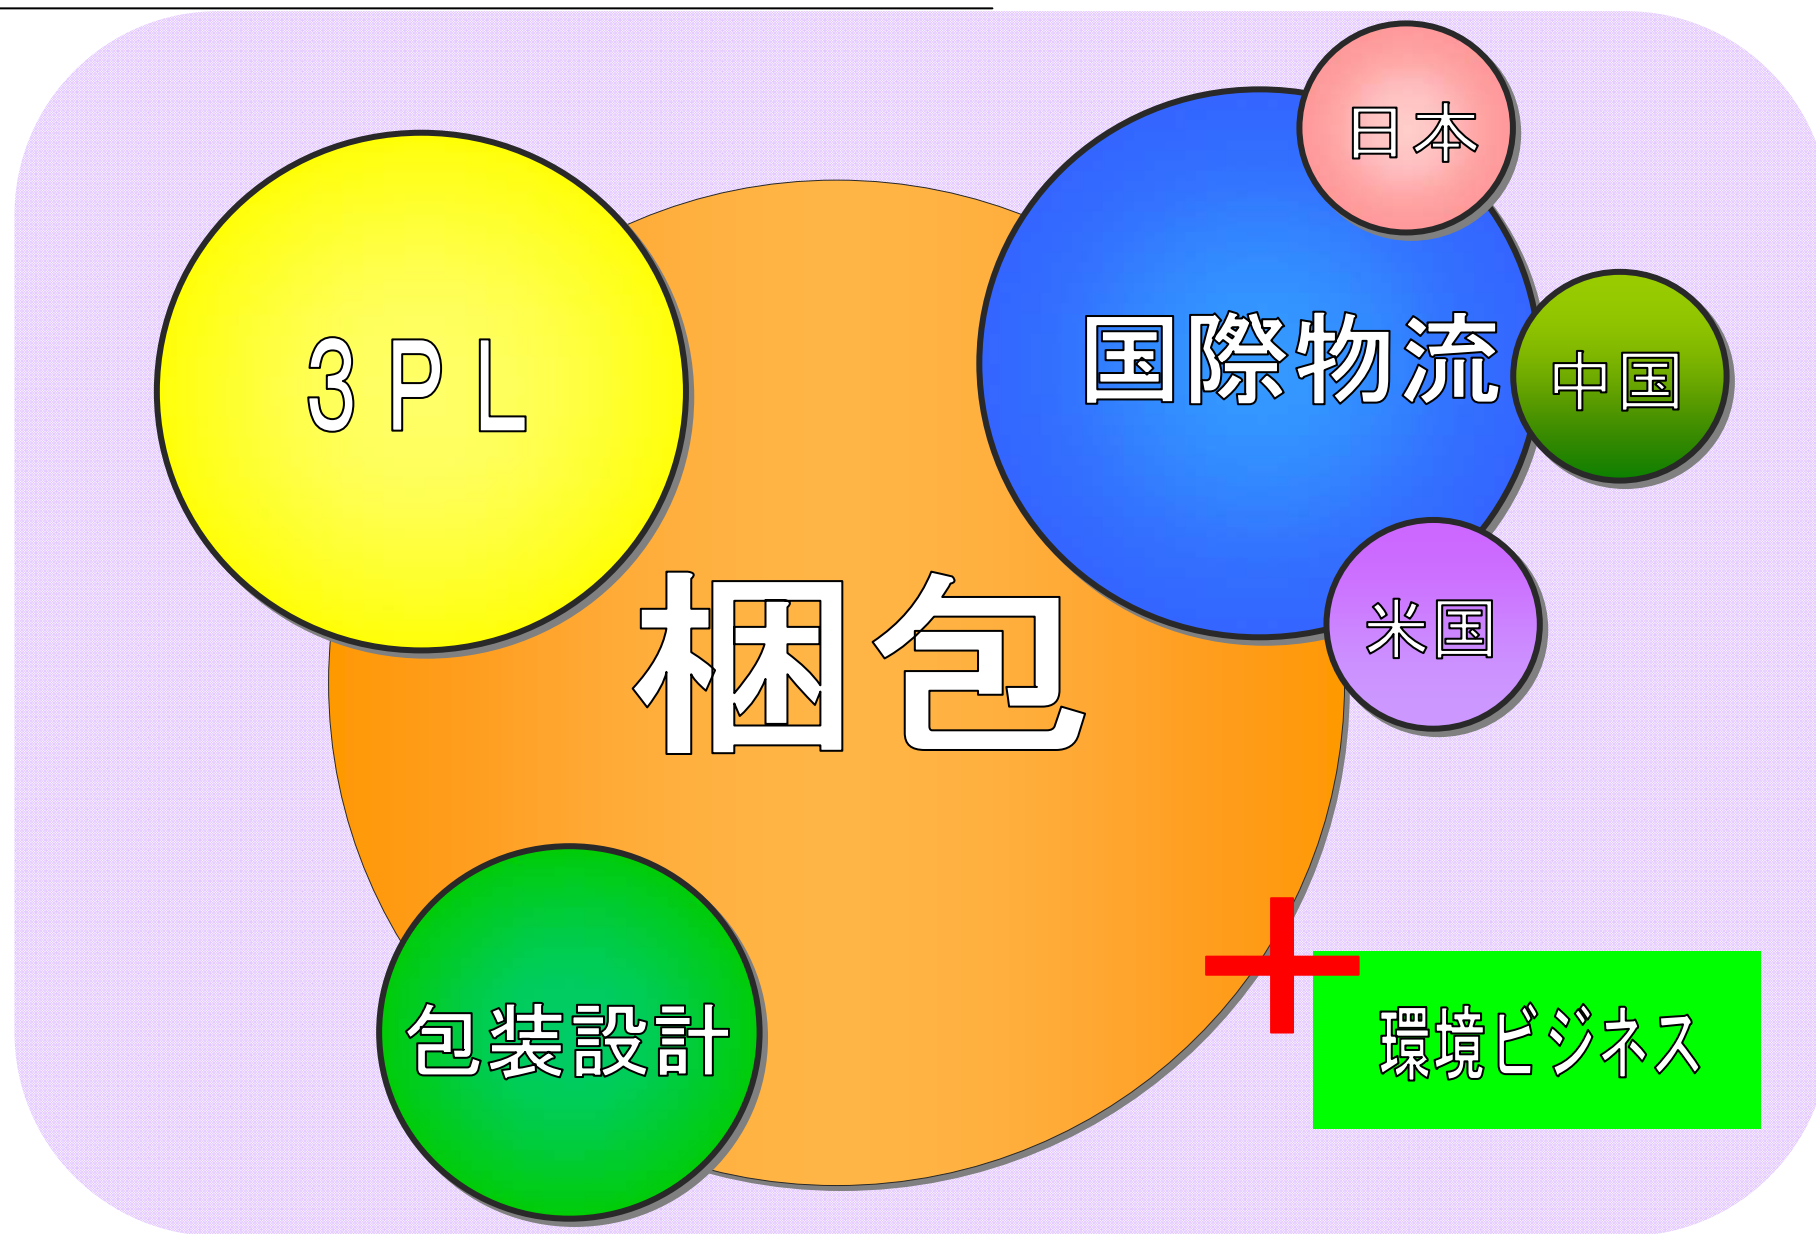 日本
3PL
国際物流
中国
米国
梱包
包装設計
環境ビジネス